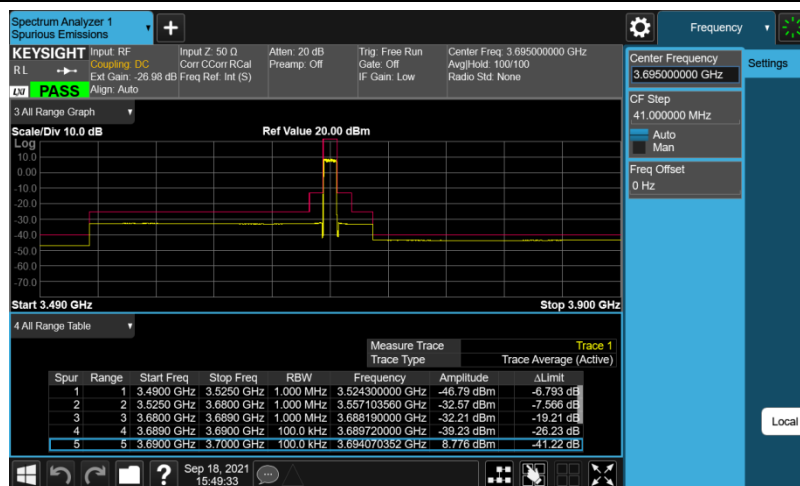 Spectrum Analyzer 1
Spurious Emissions
Frequency
KEYSIGHT
RL
LXI
PASS
Input: RF
Coupling: DC
Ext Gain: -26.98 dB
Align: Auto
Input Z: 50 Ω
Corr CCorr RCal
Freq Ref: Int (S)
Atten: 20 dB
Preamp: Off
Trig: Free Run
Gate: Off
IF Gain: Low
Center Freq: 3.695000000 GHz
Avg|Hold: 100/100
Radio Std: None
Center Frequency
3.695000000 GHz
Settings
CF Step
41.000000 MHz
Auto
Man
Freq Offset
0 Hz
3 All Range Graph
Scale/Div 10.0 dB
Ref Value 20.00 dBm
Log
10.0
0.00
-10.0
-20.0
-30.0
-40.0
-50.0
-60.0
-70.0
Start 3.490 GHz
Stop 3.900 GHz
4 All Range Table
Measure Trace Trace 1
Trace Type Trace Average (Active)
Spur Range Start Freq Stop Freq RBW Frequency Amplitude ΔLimit
1 1 3.4900 GHz 3.5250 GHz 1.000 MHz 3.524300000 GHz -46.79 dBm -6.793 dB
2 2 3.5250 GHz 3.6800 GHz 1.000 MHz 3.557103560 GHz -32.57 dBm -7.566 dB
3 3 3.6800 GHz 3.6890 GHz 1.000 MHz 3.688190000 GHz -32.21 dBm -19.21 dB
4 4 3.6890 GHz 3.6900 GHz 100.0 kHz 3.689720000 GHz -39.23 dBm -26.23 dB
5 5 3.6900 GHz 3.7000 GHz 100.0 kHz 3.694070352 GHz 8.776 dBm -41.22 dB
Local
Sep 18, 2021
15:49:33